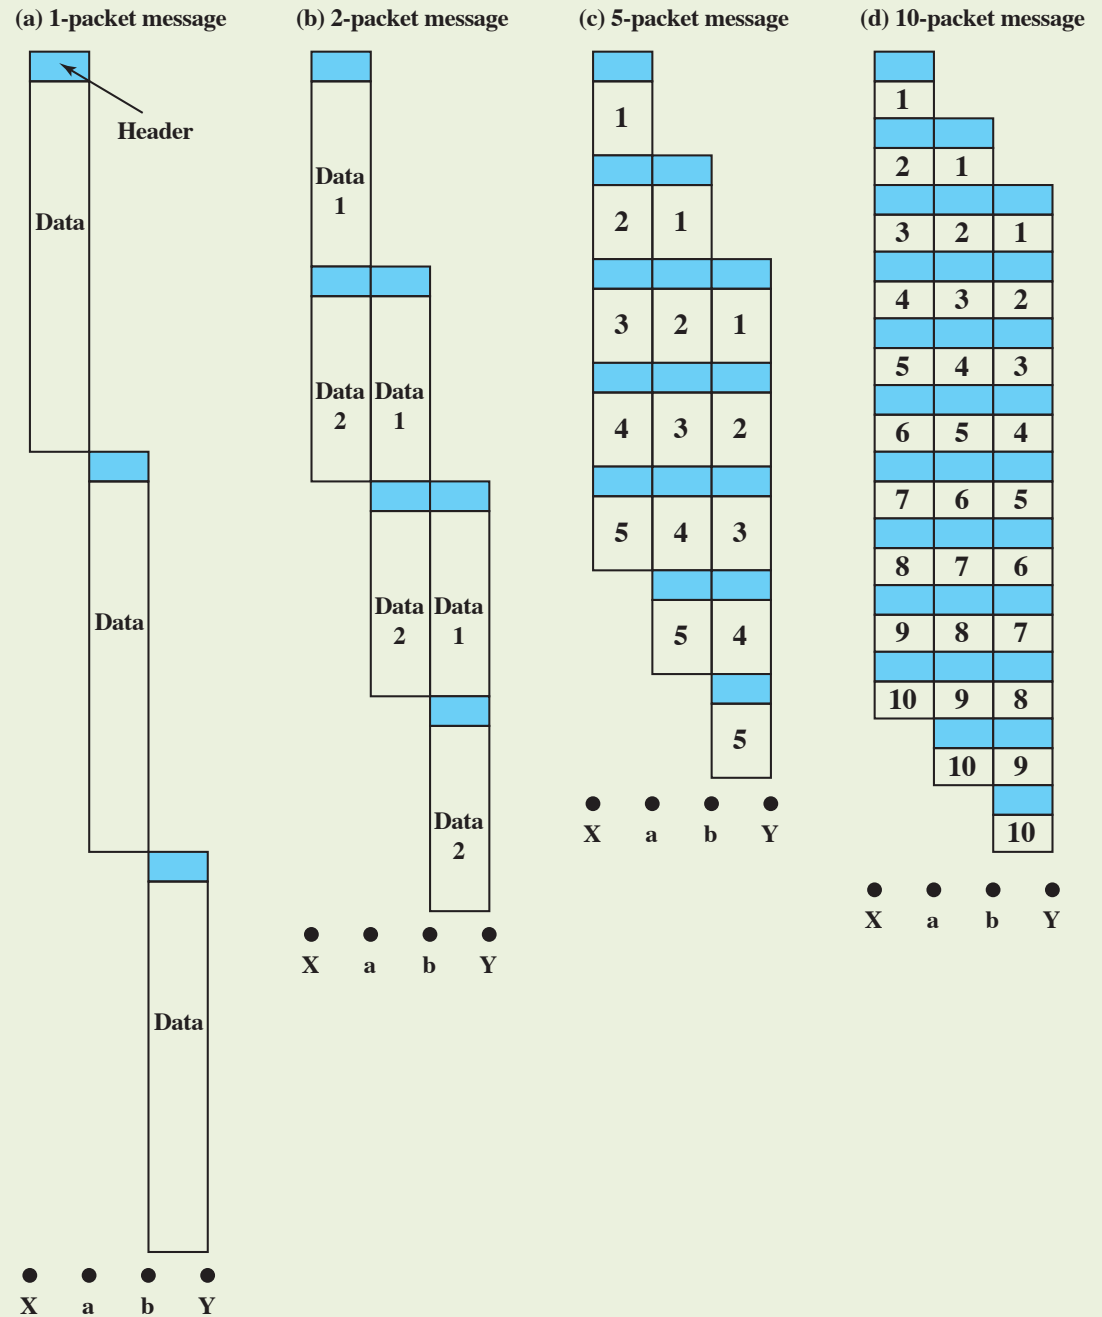 (a) 1-packet message
Header
Data
Data
Data
X a b Y
(b) 2-packet message
Data
1
Data Data
2 1
Data Data
2 1
Data
2
X a b Y
(c) 5-packet message
1
2 1
3 2 1
4 3 2
5 4 3
5 4
5
X a b Y
(d) 10-packet message
1
2 1
3 2 1
4 3 2
5 4 3
6 5 4
7 6 5
8 7 6
9 8 7
10 9 8
10 9
10
X a b Y